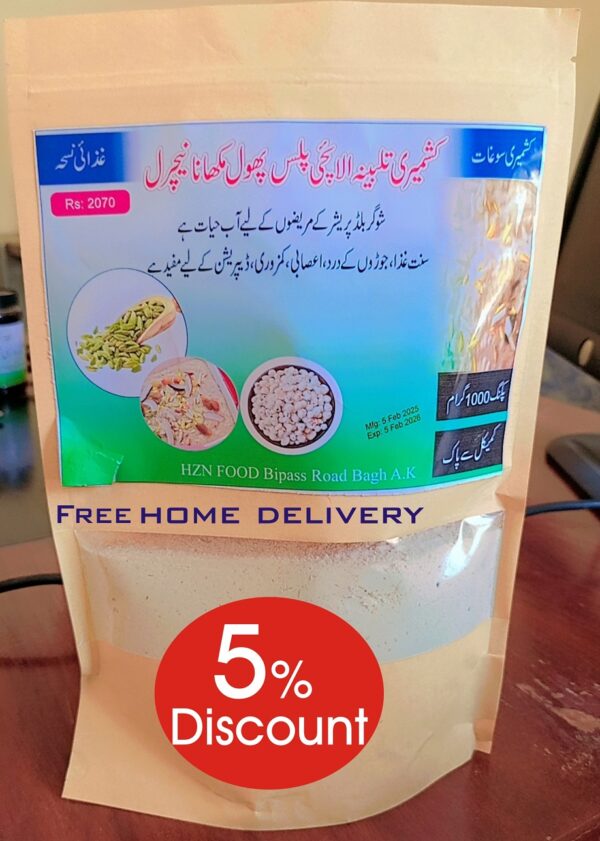 کشمیری سوغات
غذائی نسخہ
کشمیری تلبینہ الائچی پلس پھول مکھانا نیچرل
Rs: 2070
شوگر بلڈ پریشر کے مریضوں کے لیے آب حیات ہے
سنت غذا، جوڑوں کے درد، اعصابی، کمزوری، ڈیپریشن کے لیے مفید ہے
Mfg: 5 Feb 2025
Exp: 5 Feb 2026
پیکنگ 1000 گرام
کیمیکل سے پاک
HZN FOOD Bipass Road Bagh A.K
FREE HOME DELIVERY
5%
Discount